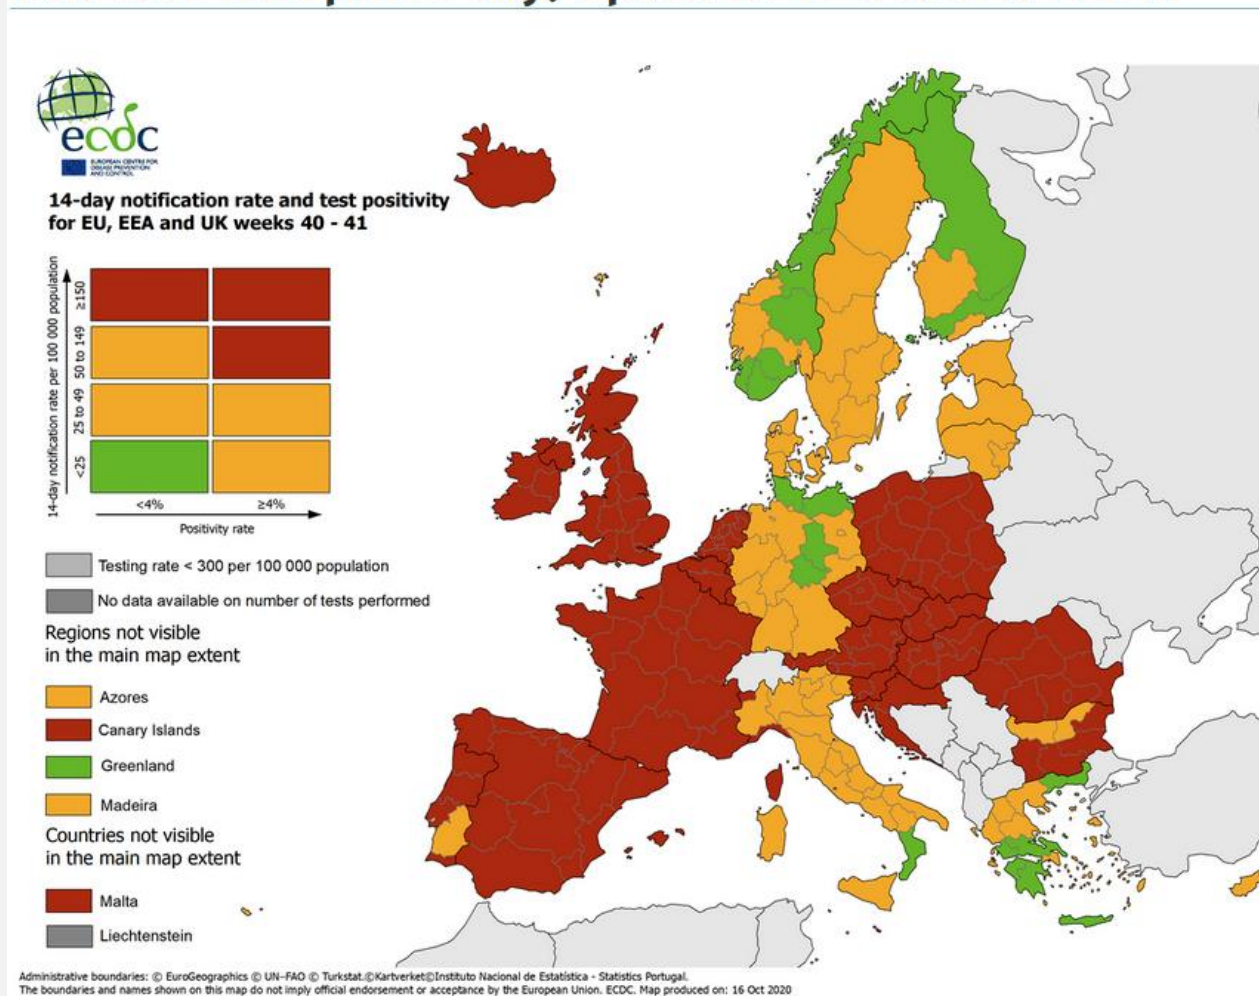 ecdc
EUROPEAN CENTRE FOR
DISEASE PREVENTION
AND CONTROL
14-day notification rate and test positivity
for EU, EEA and UK weeks 40 - 41
14-day notification rate per 100 000 population
≥150
50 to 149
25 to 49
<25
<4%
≥4%
Positivity rate
Testing rate < 300 per 100 000 population
No data available on number of tests performed
Regions not visible
in the main map extent
Azores
Canary Islands
Greenland
Madeira
Countries not visible
in the main map extent
Malta
Liechtenstein
Administrative boundaries: © EuroGeographics © UN–FAO © Turkstat.©Kartverket©Instituto Nacional de Estatística - Statistics Portugal.
The boundaries and names shown on this map do not imply official endorsement or acceptance by the European Union. ECDC. Map produced on: 16 Oct 2020